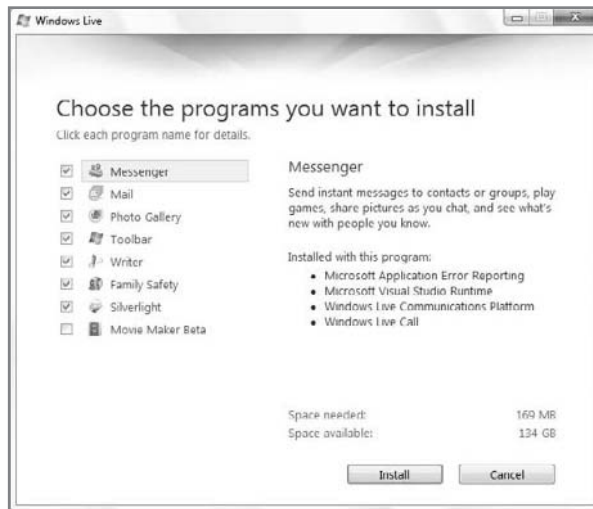 Windows Live
Choose the programs you want to install
Click each program name for details.
Messenger
Mail
Photo Gallery
Toolbar
Writer
Family Safety
Silverlight
Movie Maker Beta
Messenger
Send instant messages to contacts or groups, play
games, share pictures as you chat, and see what's
new with people you know.
Installed with this program:
• Microsoft Application Error Reporting
• Microsoft Visual Studio Runtime
• Windows Live Communications Platform
• Windows Live Call
Space needed: 169 MB
Space available: 134 GB
Install Cancel